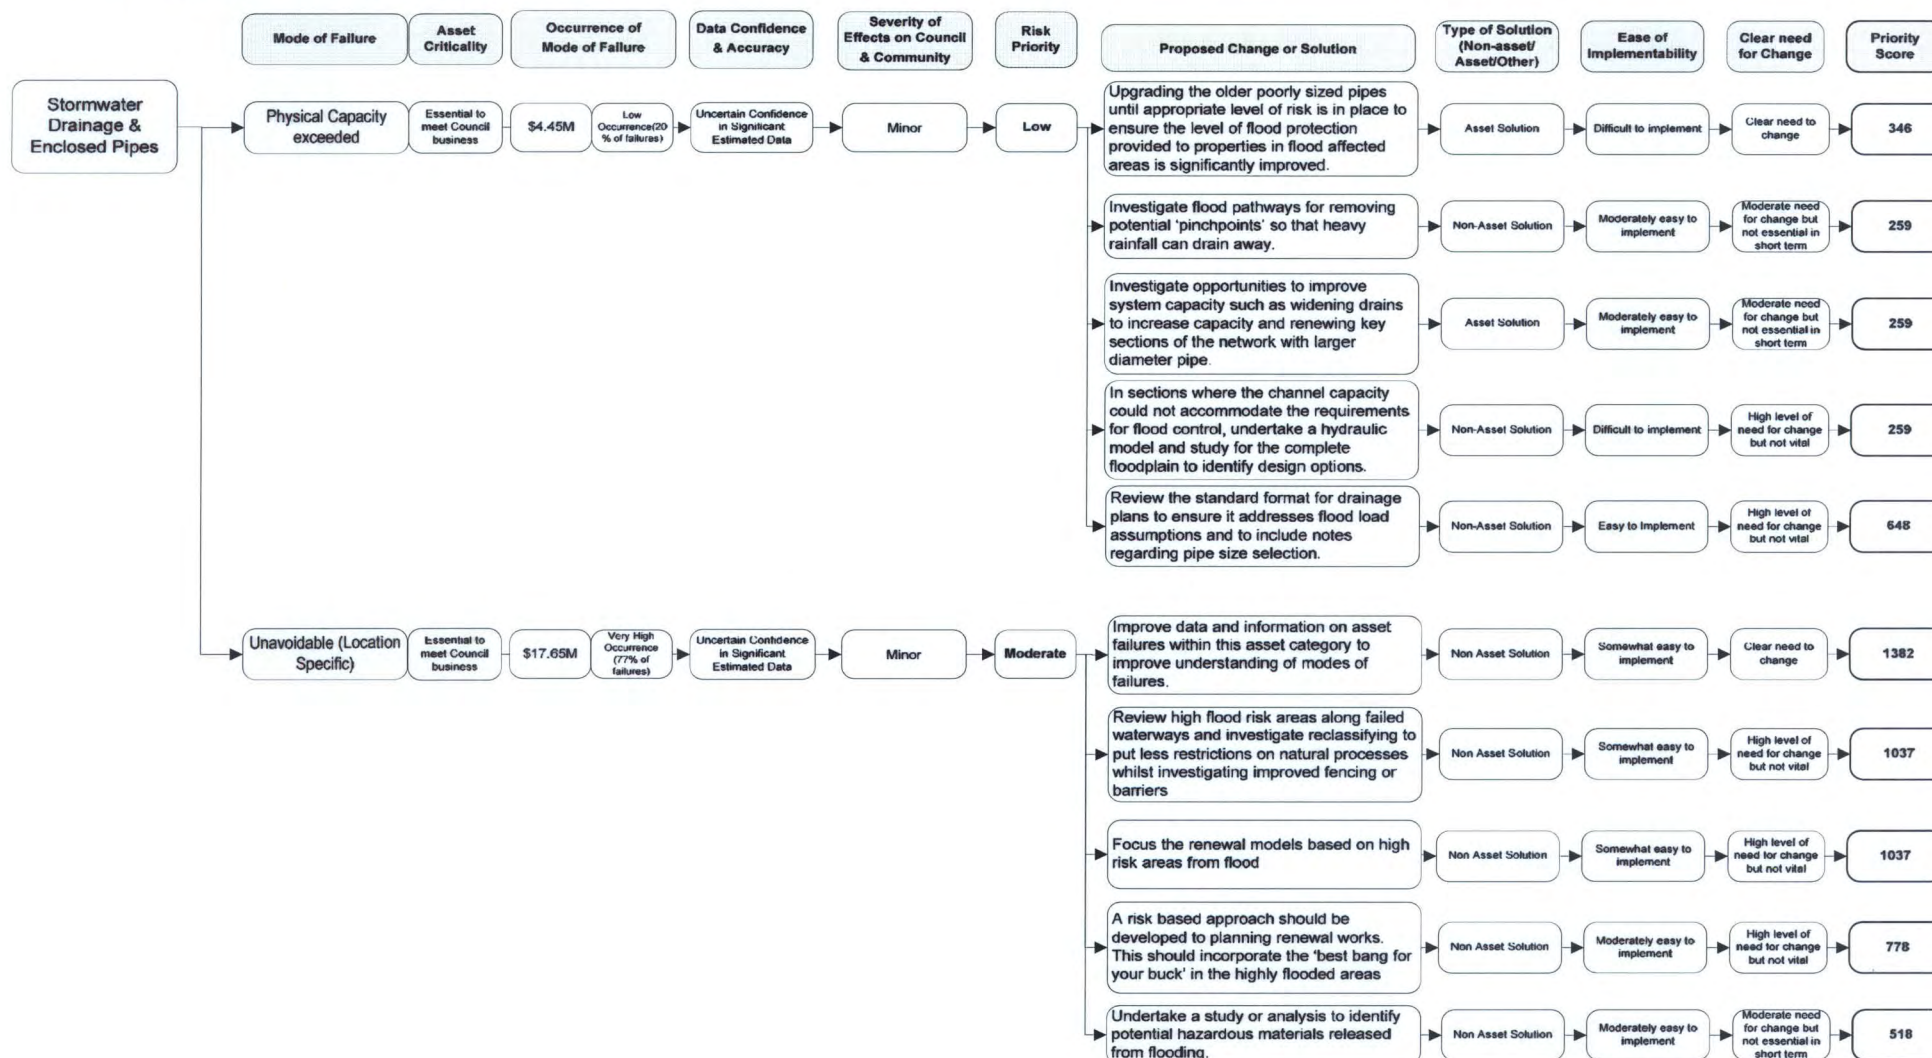 Mode of Failure
Asset
Criticality
Occurrence of
Mode of Failure
Data Confidence
& Accuracy
Severity of
Effects on Council
& Community
Risk
Priority
Proposed Change or Solution
Type of Solution
(Non-asset/
Asset/Other)
Ease of
Implementability
Clear need
for Change
Priority
Score
Stormwater
Drainage &
Enclosed Pipes
Physical Capacity
exceeded
Essential to
meet Council
business
$4.45M
Low
Occurrence(20
% of failures)
Uncertain Confidence
in Significant
Estimated Data
Minor
Low
Upgrading the older poorly sized pipes
until appropriate level of risk is in place to
ensure the level of flood protection
provided to properties in flood affected
areas is significantly improved.
Asset Solution
Difficult to implement
Clear need to
change
346
Investigate flood pathways for removing
potential 'pinchpoints' so that heavy
rainfall can drain away.
Non-Asset Solution
Moderately easy to
implement
Moderate need
for change but
not essential in
short term
259
Investigate opportunities to improve
system capacity such as widening drains
to increase capacity and renewing key
sections of the network with larger
diameter pipe.
Asset Solution
Moderately easy to
implement
Moderate need
for change but
not essential in
short term
259
In sections where the channel capacity
could not accommodate the requirements
for flood control, undertake a hydraulic
model and study for the complete
floodplain to identify design options.
Non-Asset Solution
Difficult to implement
High level of
need for change
but not vital
259
Review the standard format for drainage
plans to ensure it addresses flood load
assumptions and to include notes
regarding pipe size selection.
Non-Asset Solution
Easy to Implement
High level of
need for change
but not vital
648
Unavoidable (Location
Specific)
Essential to
meet Council
business
$17.65M
Very High
Occurrence
(77% of
failures)
Uncertain Confidence
in Significant
Estimated Data
Minor
Moderate
Improve data and information on asset
failures within this asset category to
improve understanding of modes of
failures.
Non Asset Solution
Somewhat easy to
implement
Clear need to
change
1382
Review high flood risk areas along failed
waterways and investigate reclassifying to
put less restrictions on natural processes
whilst investigating improved fencing or
barriers
Non Asset Solution
Somewhat easy to
implement
High level of
need for change
but not vital
1037
Focus the renewal models based on high
risk areas from flood
Non Asset Solution
Somewhat easy to
implement
High level of
need for change
but not vital
1037
A risk based approach should be
developed to planning renewal works.
This should incorporate the 'best bang for
your buck' in the highly flooded areas
Non Asset Solution
Moderately easy to
implement
High level of
need for change
but not vital
778
Undertake a study or analysis to identify
potential hazardous materials released
from flooding.
Non Asset Solution
Moderately easy to
implement
Moderate need
for change but
not essential in
short term
518